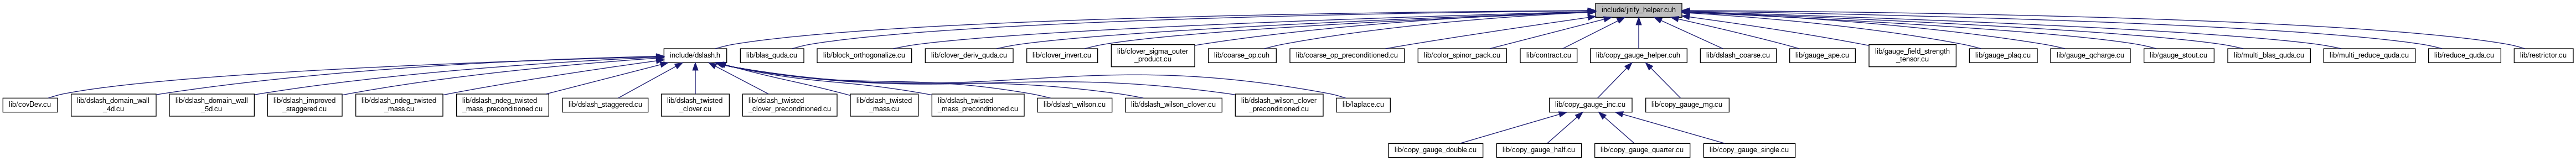 include/jitify_helper.cuh
include/dslash.h
lib/blas_quda.cu
lib/block_orthogonalize.cu
lib/clover_deriv_quda.cu
lib/clover_invert.cu
lib/clover_sigma_outer
_product.cu
lib/coarse_op.cuh
lib/coarse_op_preconditioned.cu
lib/color_spinor_pack.cu
lib/contract.cu
lib/copy_gauge_helper.cuh
lib/dslash_coarse.cu
lib/gauge_ape.cu
lib/gauge_field_strength
_tensor.cu
lib/gauge_plaq.cu
lib/gauge_qcharge.cu
lib/gauge_stout.cu
lib/multi_blas_quda.cu
lib/multi_reduce_quda.cu
lib/reduce_quda.cu
lib/restrictor.cu
lib/covDev.cu
lib/dslash_domain_wall
_4d.cu
lib/dslash_domain_wall
_5d.cu
lib/dslash_improved
_staggered.cu
lib/dslash_ndeg_twisted
_mass.cu
lib/dslash_ndeg_twisted
_mass_preconditioned.cu
lib/dslash_staggered.cu
lib/dslash_twisted
_clover.cu
lib/dslash_twisted
_clover_preconditioned.cu
lib/dslash_twisted
_mass.cu
lib/dslash_twisted
_mass_preconditioned.cu
lib/dslash_wilson.cu
lib/dslash_wilson_clover.cu
lib/dslash_wilson_clover
_preconditioned.cu
lib/laplace.cu
lib/copy_gauge_inc.cu
lib/copy_gauge_mg.cu
lib/copy_gauge_double.cu
lib/copy_gauge_half.cu
lib/copy_gauge_quarter.cu
lib/copy_gauge_single.cu